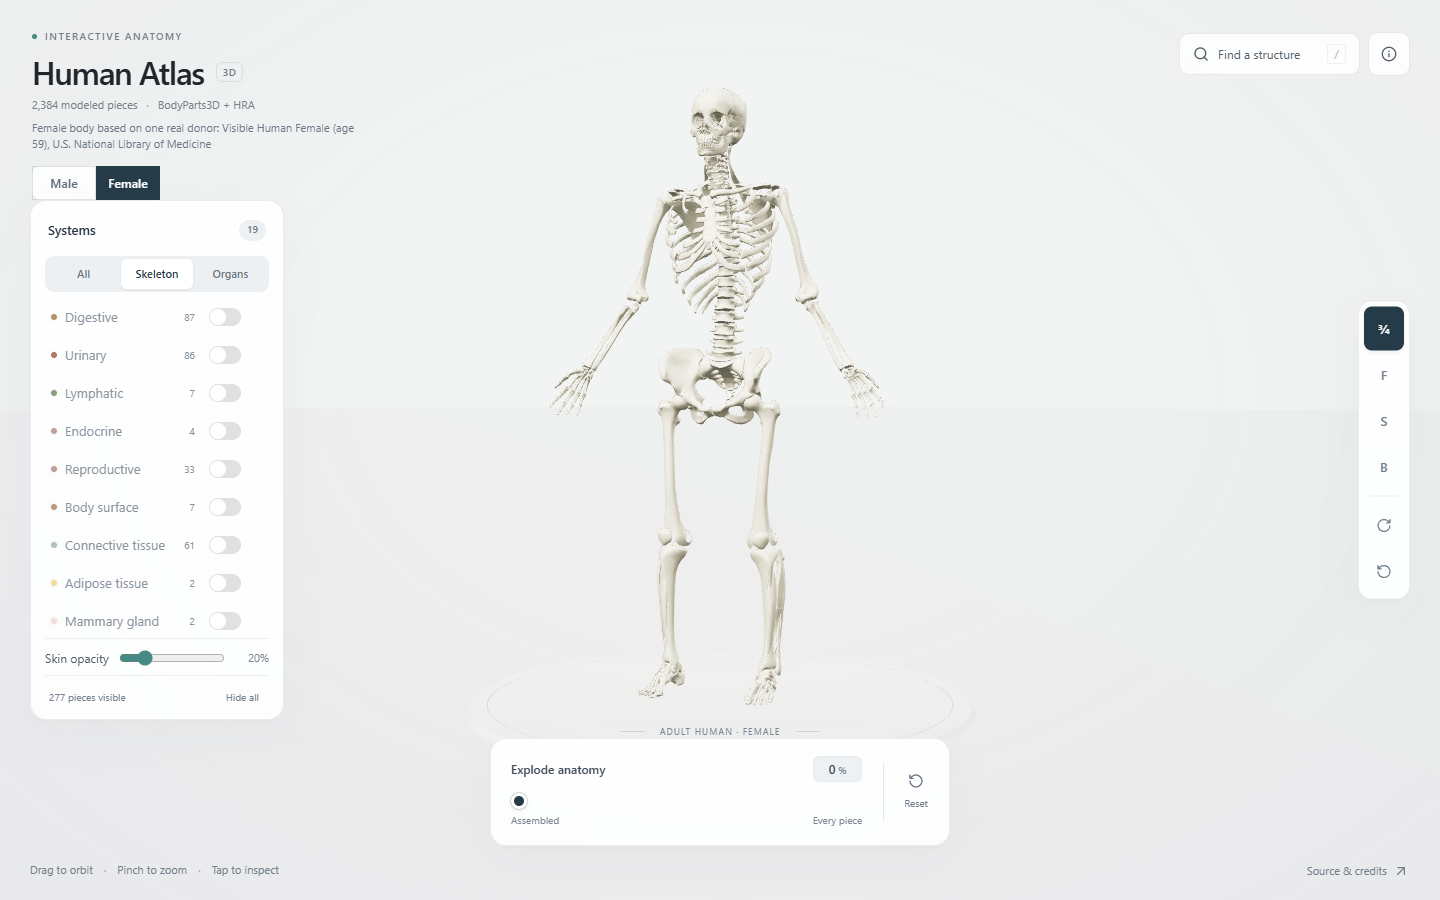 INTERACTIVE ANATOMY
Human Atlas 3D
2,384 modeled pieces · BodyParts3D + HRA
Female body based on one real donor: Visible Human Female (age
59), U.S. National Library of Medicine
Male Female
Systems 19
All Skeleton Organs
Digestive 87
Urinary 86
Lymphatic 7
Endocrine 4
Reproductive 33
Body surface 7
Connective tissue 61
Adipose tissue 2
Mammary gland 2
Skin opacity 20%
277 pieces visible Hide all
Find a structure /
¾
F
S
B
ADULT HUMAN · FEMALE
Explode anatomy 0 %
Assembled Every piece
Reset
Drag to orbit · Pinch to zoom · Tap to inspect
Source & credits